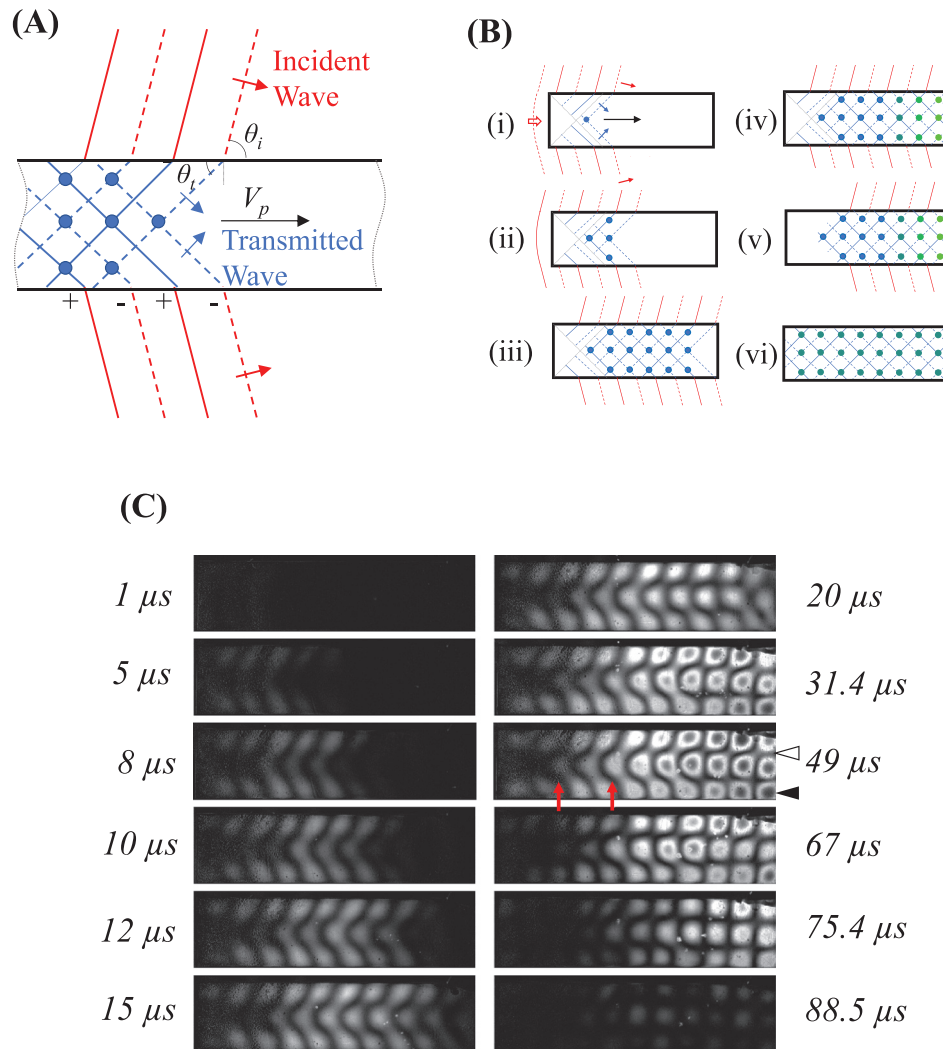 (A)
Incident
Wave
θi
θt
Vp
Transmitted
Wave
+ - + -
(B)
(i)
(ii)
(iii)
(iv)
(v)
(vi)
(C)
1 μs
5 μs
8 μs
10 μs
12 μs
15 μs
20 μs
31.4 μs
49 μs
67 μs
75.4 μs
88.5 μs